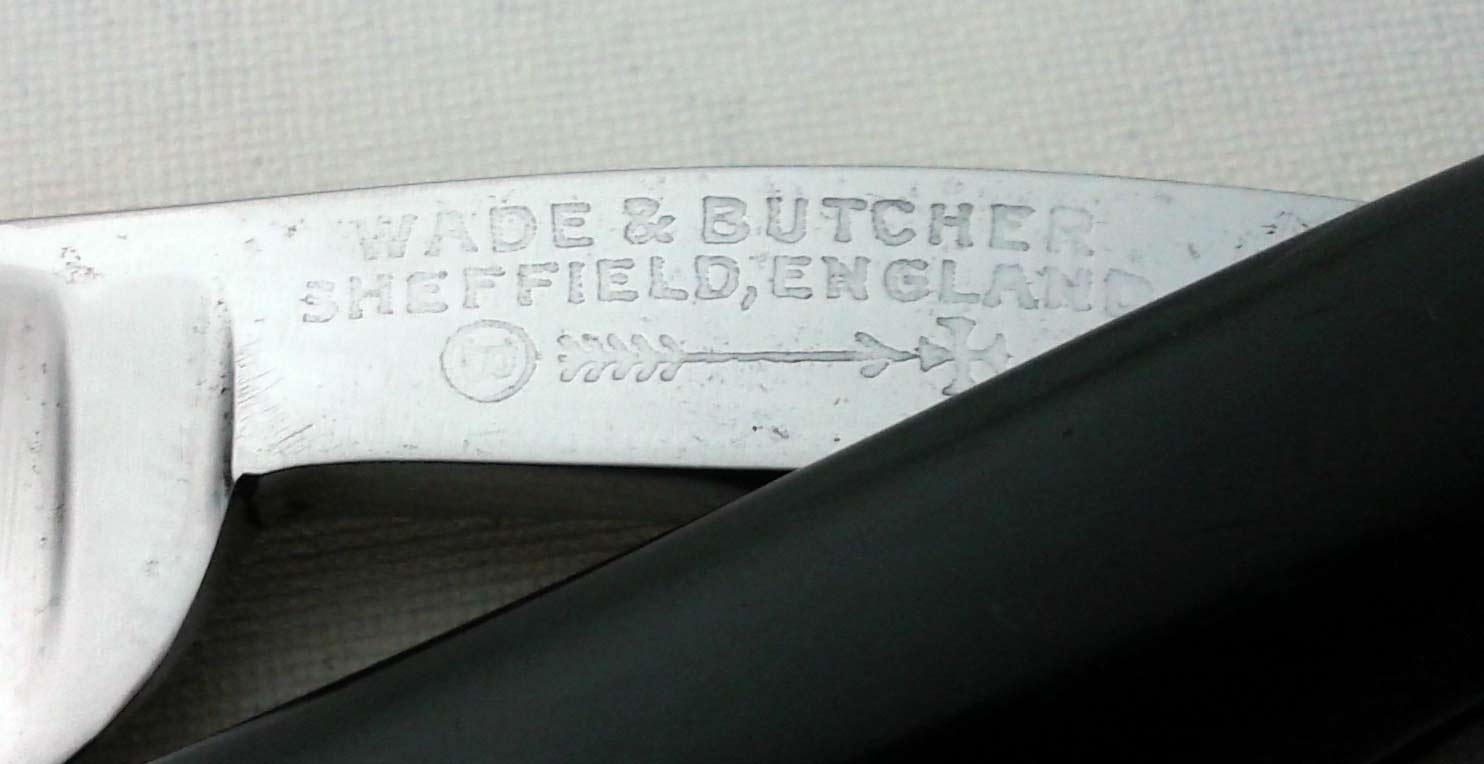 WADE & BUTCHER
SHEFFIELD, ENGLAND